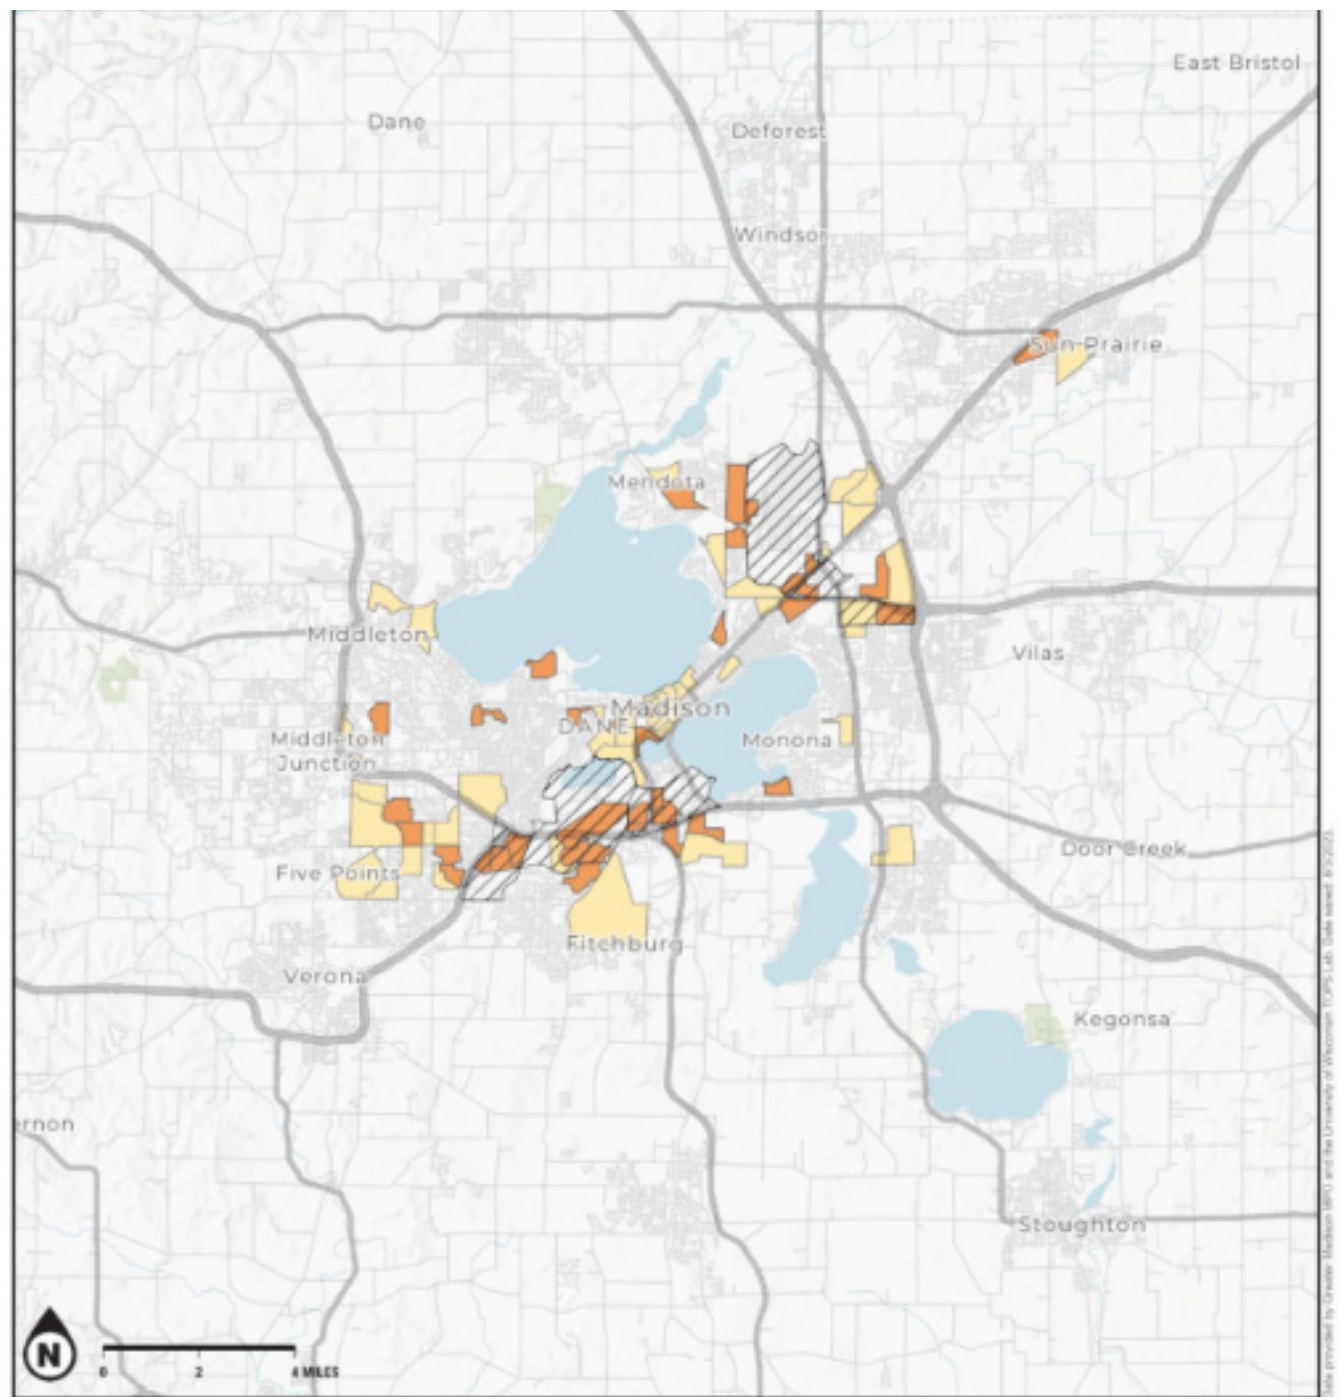 East Bristol
Dane
Deforest
Windsor
Sun Prairie
Mendota
Middleton
Vilas
Madison
DANE
Middleton
Junction
Monona
Door Creek
Five Points
Fitchburg
Verona
Kegonsa
ernon
Stoughton
N
0 2 4 MILES